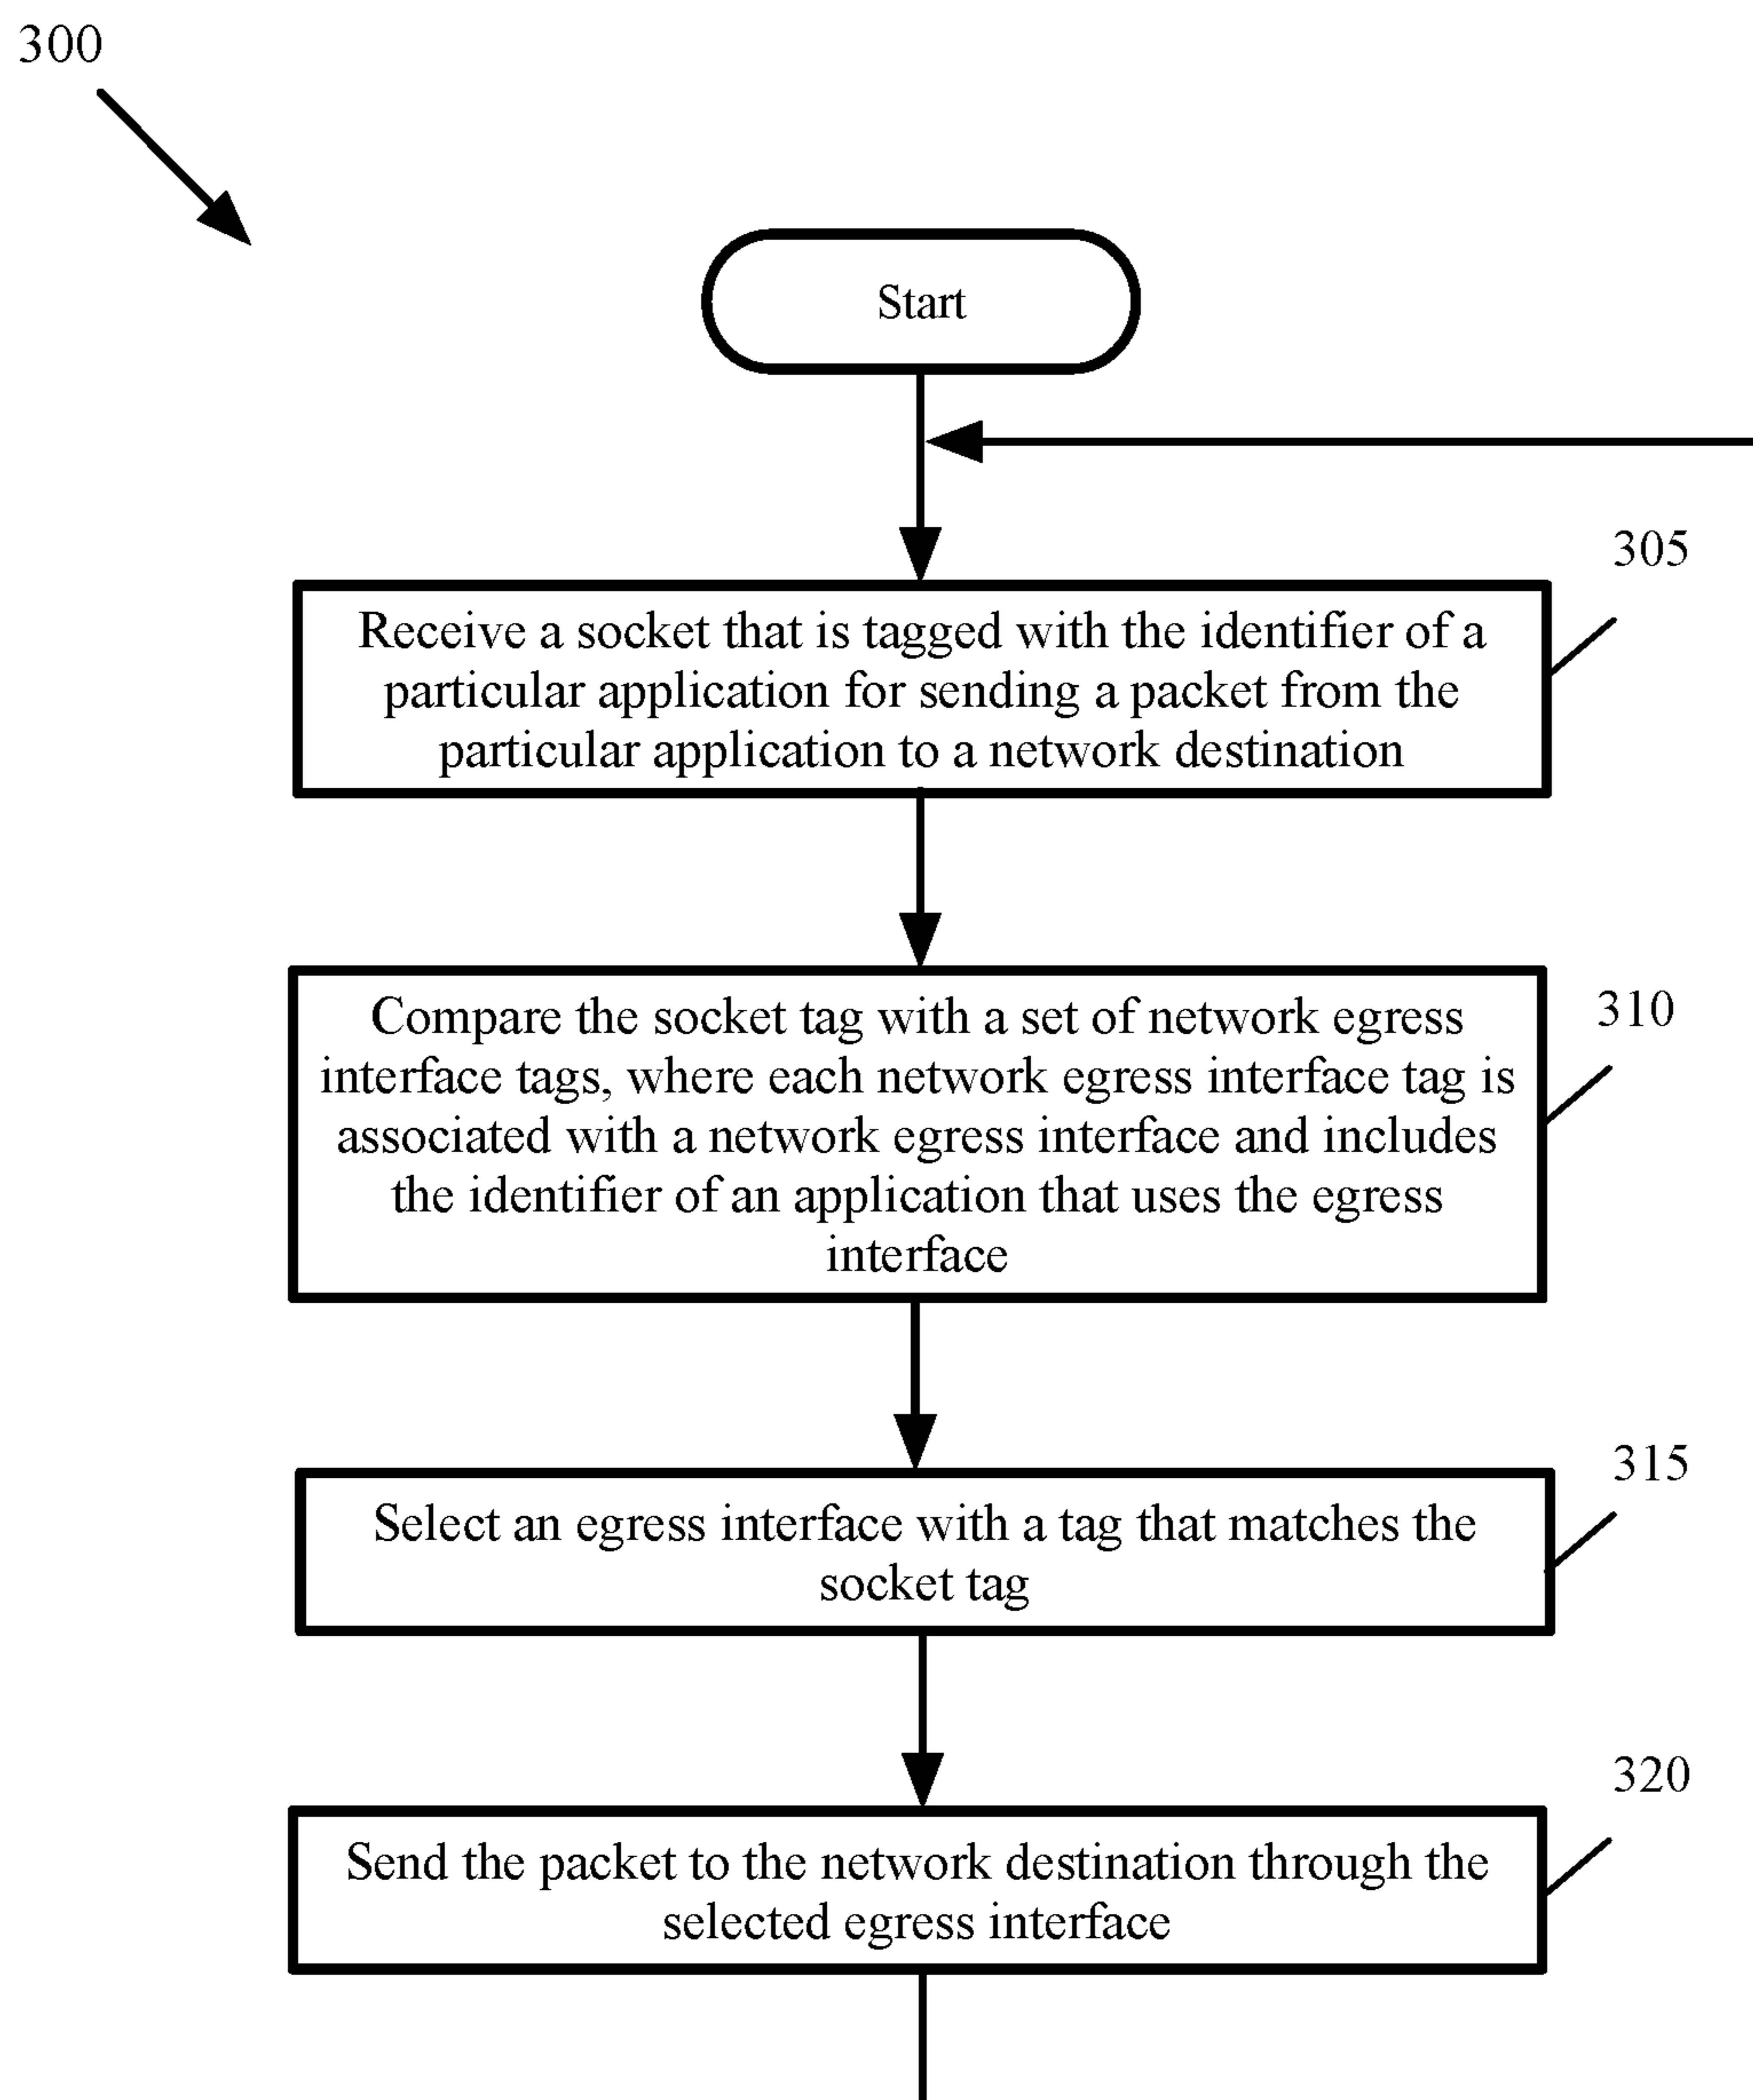 300
Start
305
Receive a socket that is tagged with the identifier of a
particular application for sending a packet from the
particular application to a network destination
310
Compare the socket tag with a set of network egress
interface tags, where each network egress interface tag is
associated with a network egress interface and includes
the identifier of an application that uses the egress
interface
315
Select an egress interface with a tag that matches the
socket tag
320
Send the packet to the network destination through the
selected egress interface